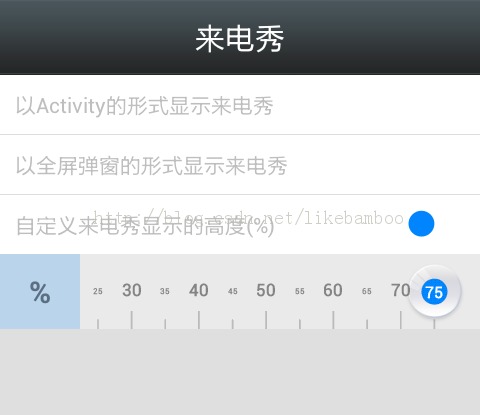 来电秀
以Activity的形式显示来电秀
以全屏弹窗的形式显示来电秀
自定义来电秀显示的高度(%)
http://blog.csdn.net/likebamboo
% 25 30 35 40 45 50 55 60 65 70 75